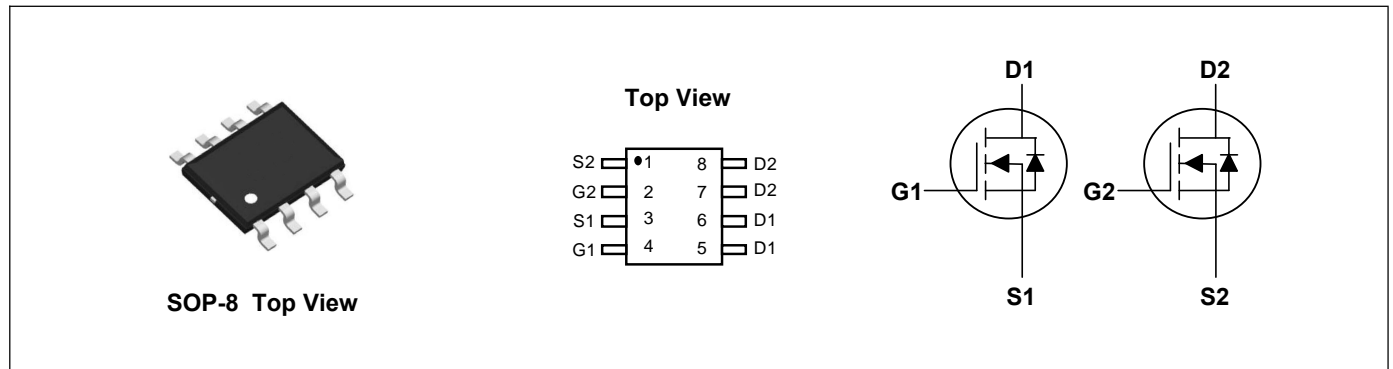 SOP-8 Top View
Top View
S2 1 8 D2
G2 2 7 D2
S1 3 6 D1
G1 4 5 D1
D1 D2
G1 G2
S1 S2